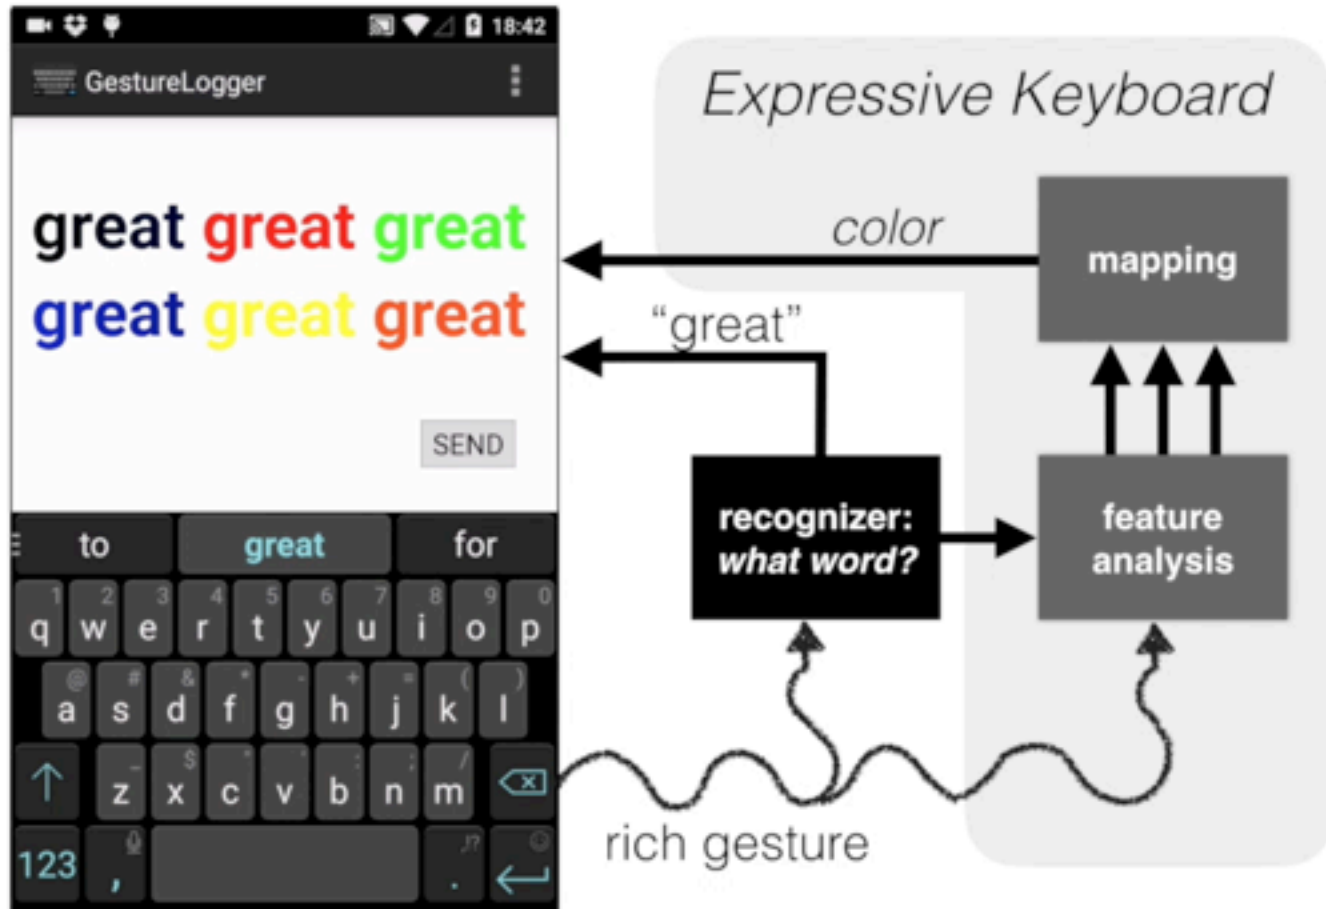 18:42
GestureLogger
great great great
great great great
SEND
to great for
1 2 3 4 5 6 7 8 9 0
q w e r t y u i o p
@ # & * - + = ( )
a s d f g h j k l
_ $ " ' : ; /
z x c v b n m
123 , ,!? .
Expressive Keyboard
color
mapping
“great”
recognizer:
what word?
feature
analysis
rich gesture